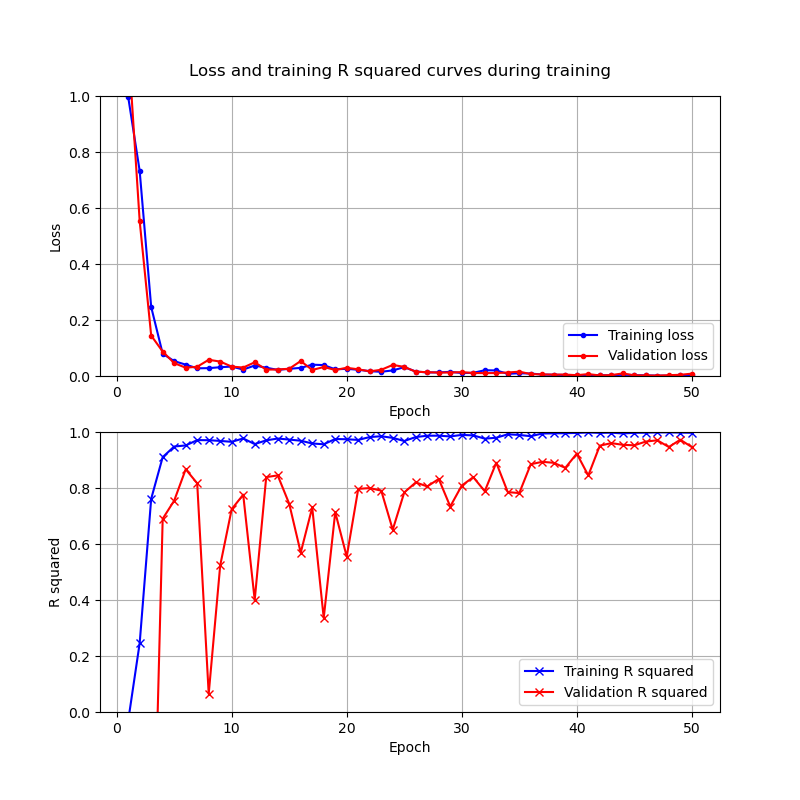 Loss and training R squared curves during training
1.0
0.8
0.6
0.4
0.2
0.0
Loss
Training loss
Validation loss
0 10 20 30 40 50
Epoch
1.0
0.8
0.6
0.4
0.2
0.0
R squared
Training R squared
Validation R squared
0 10 20 30 40 50
Epoch